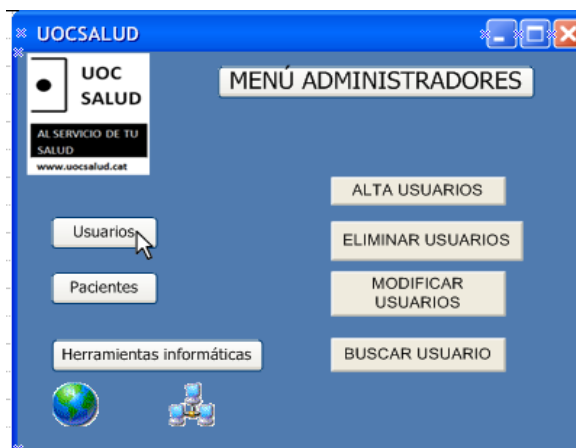 UOCSALUD
UOC
SALUD
AL SERVICIO DE TU
SALUD
www.uocsalud.cat
MENÚ ADMINISTRADORES
Usuarios
Pacientes
Herramientas informáticas
ALTA USUARIOS
ELIMINAR USUARIOS
MODIFICAR
USUARIOS
BUSCAR USUARIO